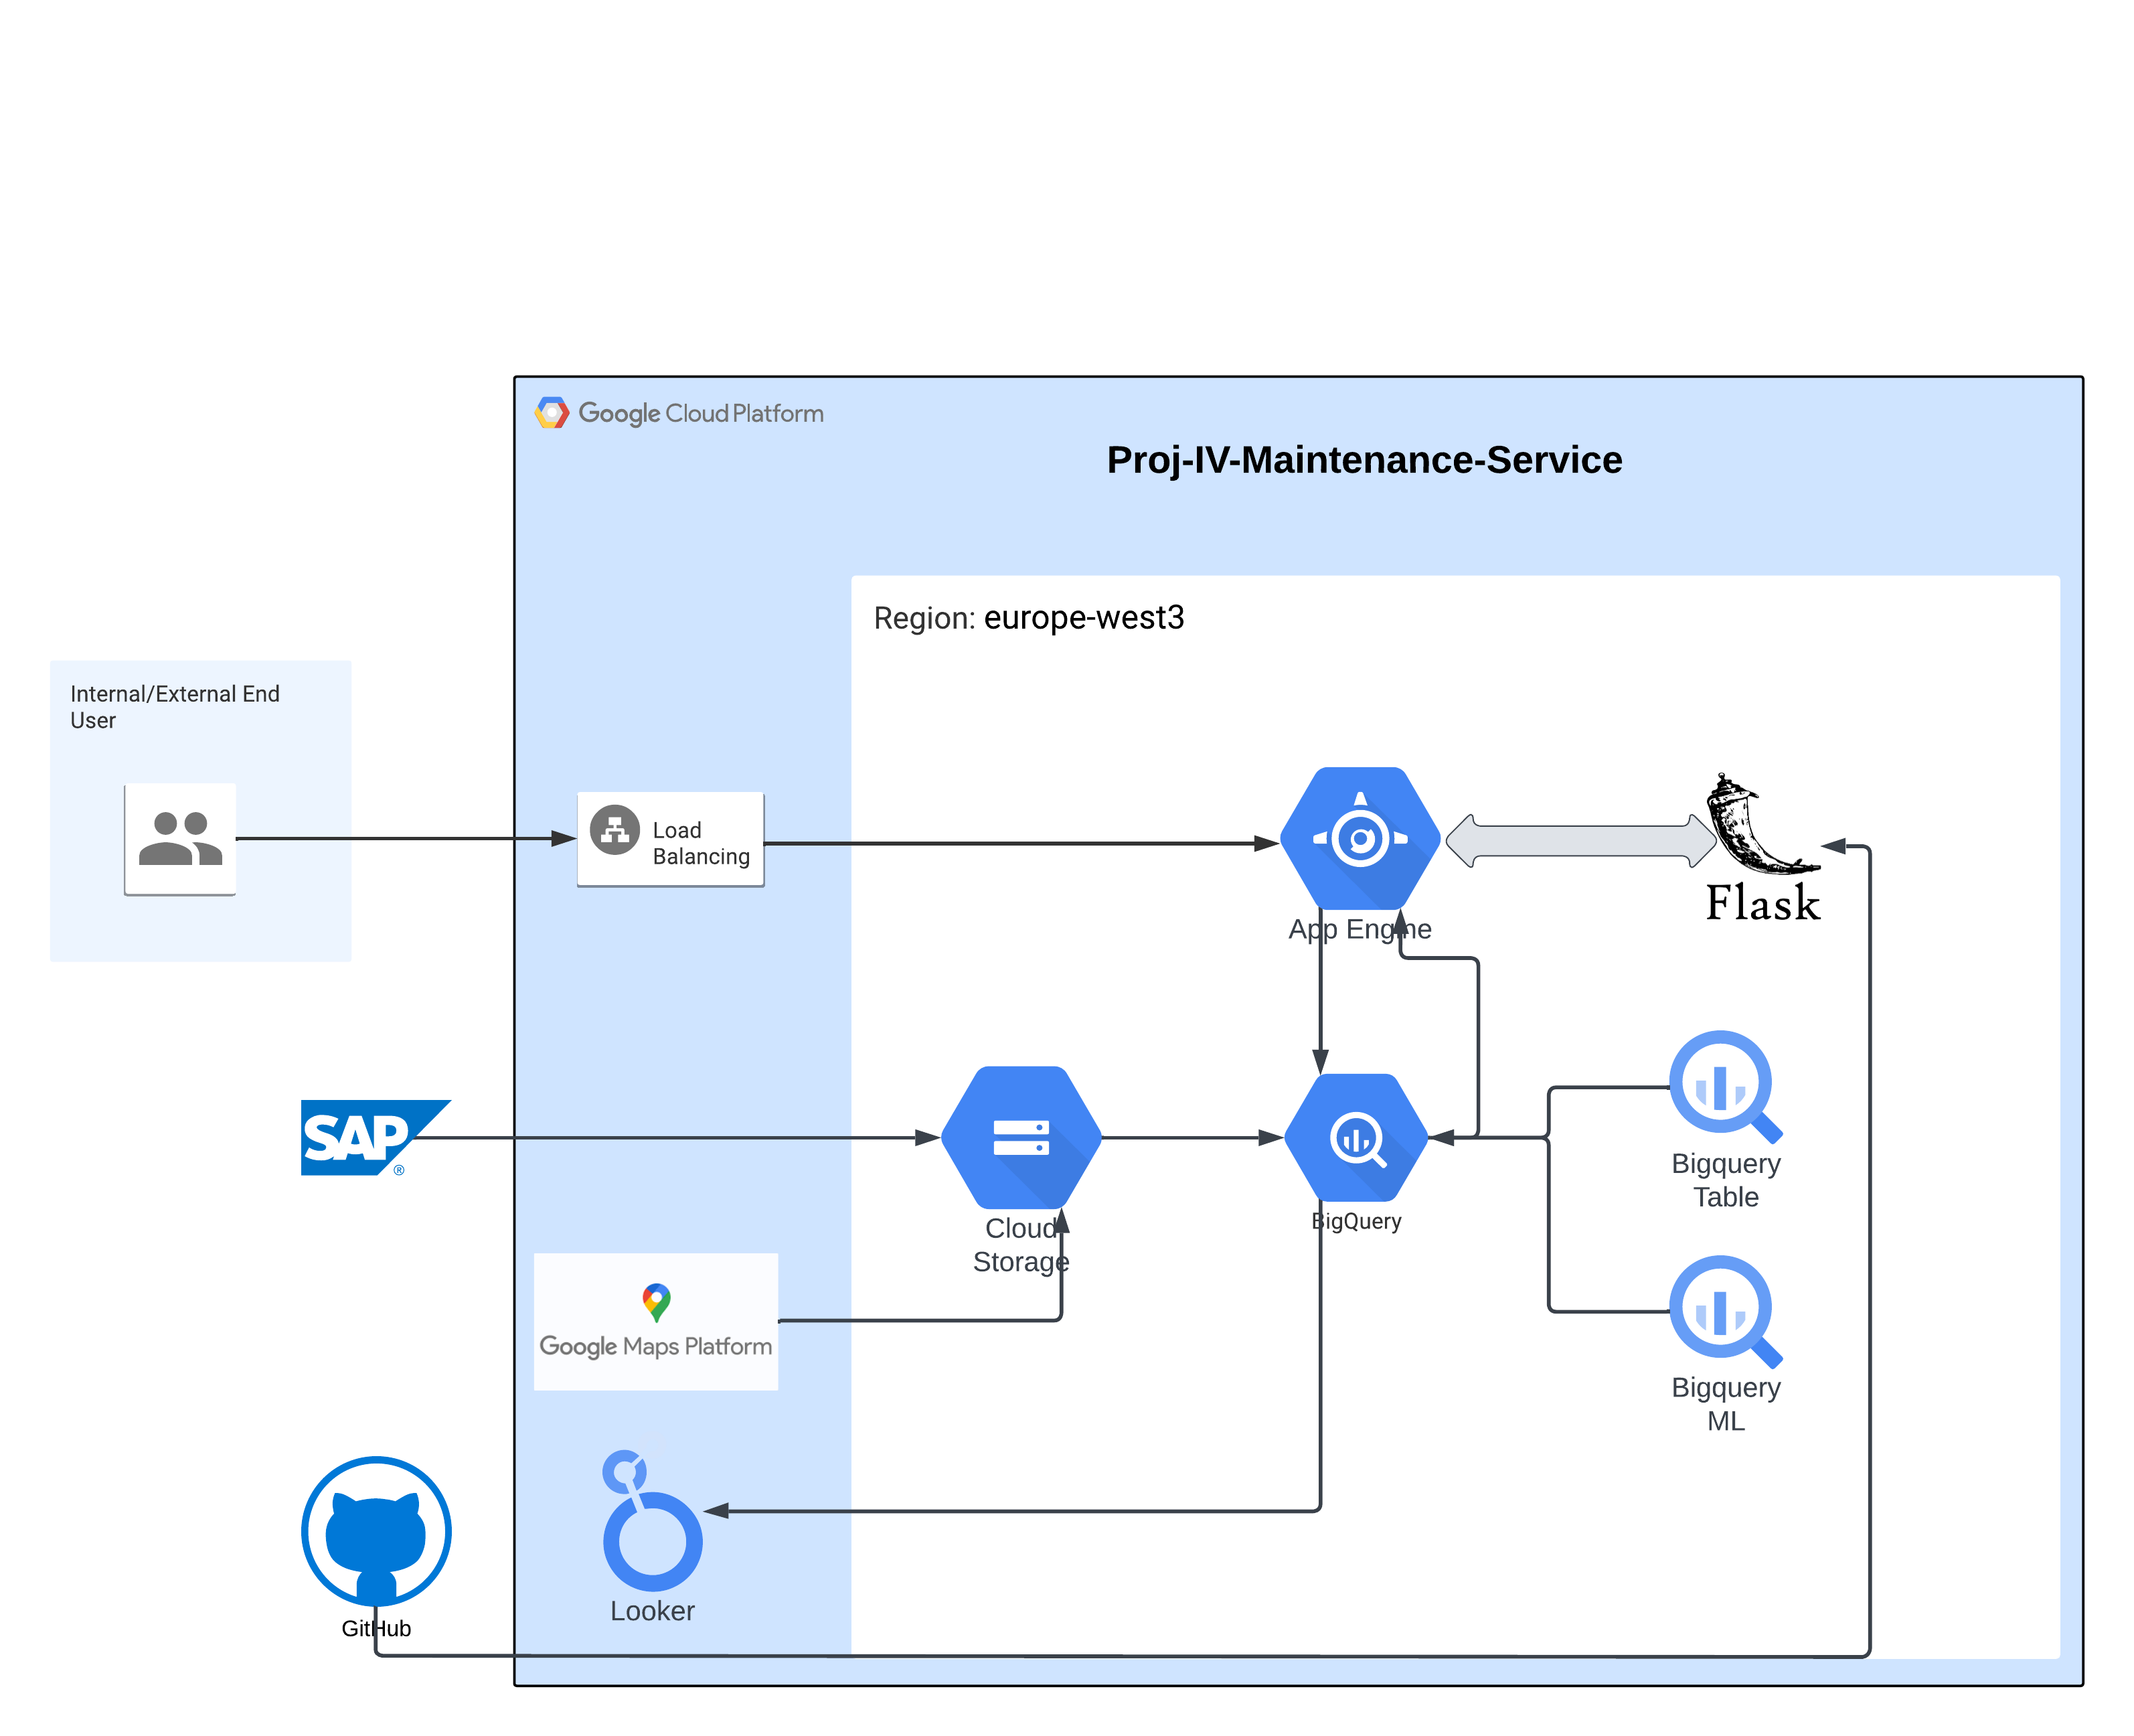 Google Cloud Platform
Proj-IV-Maintenance-Service
Region: europe-west3
Internal/External End
User
Load
Balancing
App Engine
Flask
SAP®
Cloud
Storage
BigQuery
Bigquery
Table
Google Maps Platform
Bigquery
ML
Looker
GitHub